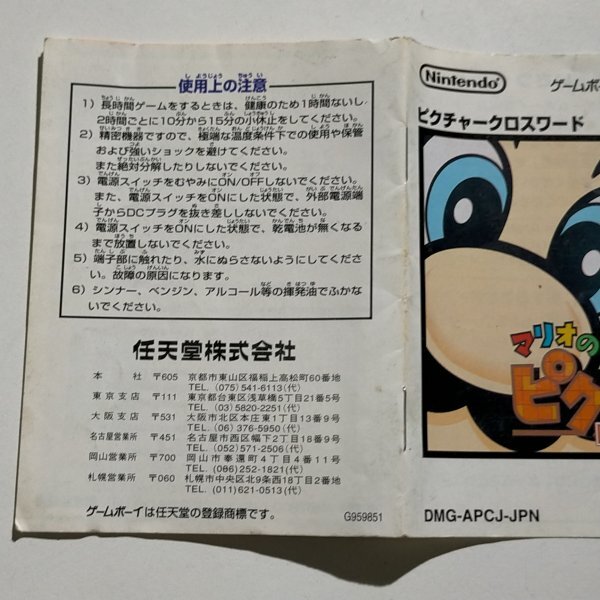 使用上の注意
1) 長時間ゲームをするときは、健康のため1時間ないし
2時間ごとに10分から15分の小休止をしてください。
2) 精密機器ですので、極端な温度条件下での使用や保管
および強いショックを避けてください。
また絶対分解したりしないでください。
3) 電源スイッチをむやみにON/OFFしないでください。
また、電源スイッチをONにした状態で、外部電源端
子からDCプラグを抜き差ししないでください。
4) 電源スイッチをONにした状態で、乾電池が無くなる
まで放置しないでください。
5) 端子部に触れたり、水にぬらさないようにしてくださ
い。故障の原因になります。
6) シンナー、ベンジン、アルコール等の揮発油でふかな
いでください。
任天堂株式会社
本社 〒605 京都市東山区福稲上高松町60番地
TEL. (075) 541-6113(代)
東京支店 〒111 東京都台東区浅草橋5丁目21番5号
TEL. (03) 5820-2251(代)
大阪支店 〒531 大阪市北区本庄東1丁目13番9号
TEL. (06) 376-5950(代)
名古屋営業所 〒451 名古屋市西区幅下2丁目18番9号
TEL. (052) 571-2506(代)
岡山営業所 〒700 岡山市奉還町4丁目4番11号
TEL. (086) 252-1821(代)
札幌営業所 〒060 札幌市中央区北9条西18丁目2番地
TEL. (011) 621-0513(代)
ゲームボーイは任天堂の登録商標です。
G959851
Nintendo
ゲームボー
ピクチャークロスワード
マリオの
ピク
DMG-APCJ-JPN